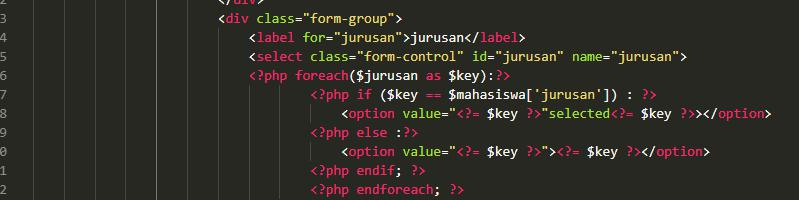 2 </div>
3 <div class="form-group">
4 <label for="jurusan">jurusan</label>
5 <select class="form-control" id="jurusan" name="jurusan">
6 <?php foreach($jurusan as $key):?>
7 <?php if ($key == $mahasiswa['jurusan']) : ?>
8 <option value="<?= $key ?>"selected<?= $key ?>></option>
9 <?php else :?>
0 <option value="<?= $key ?>"><?= $key ?></option>
1 <?php endif; ?>
2 <?php endforeach; ?>